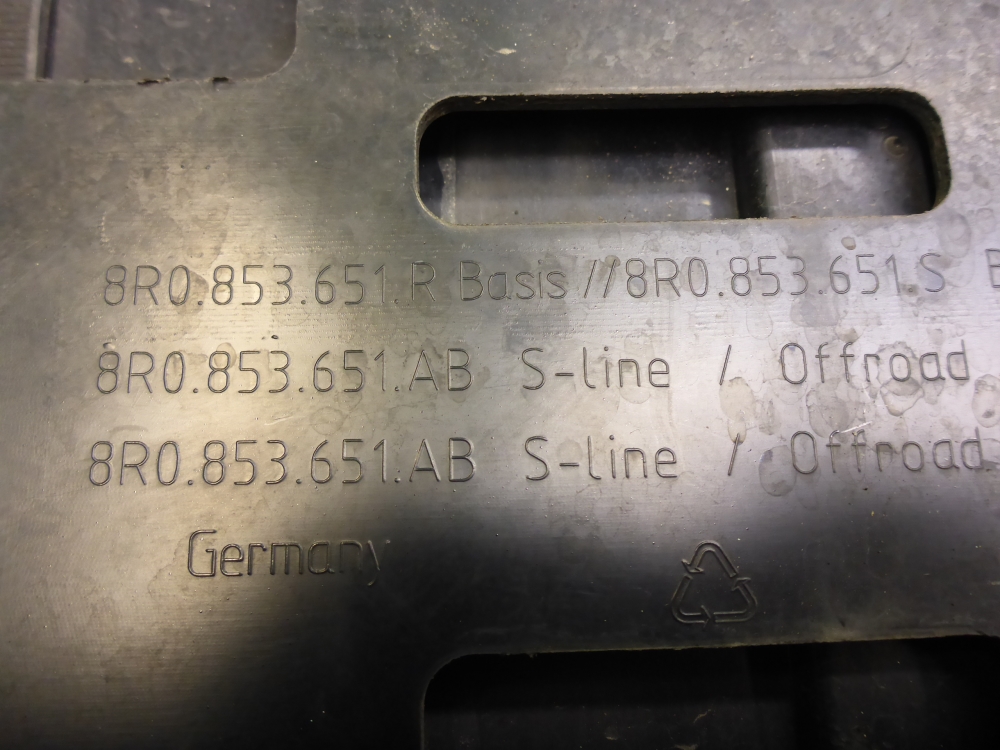 8R0.853.651.R Basis //8R0.853.651.S
8R0.853.651.AB S-line / Offroad
8R0.853.651.AB S-line / Offroad
Germany